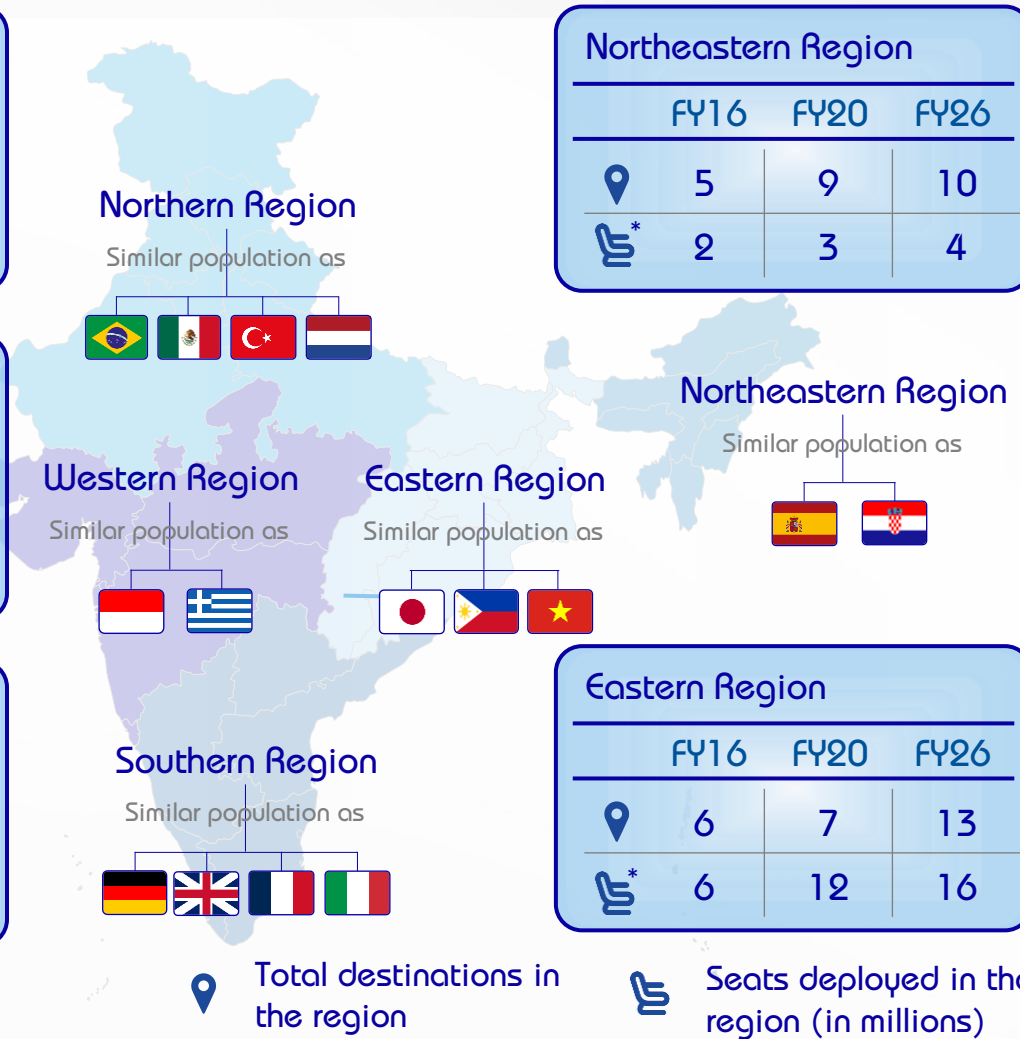 Northeastern Region
FY16 FY20 FY26
5 9 10
* 2 3 4
Northern Region
Similar population as
Northeastern Region
Similar population as
Western Region
Similar population as
Eastern Region
Similar population as
Eastern Region
FY16 FY20 FY26
6 7 13
* 6 12 16
Southern Region
Similar population as
Total destinations in
the region
Seats deployed in
region (in millions)